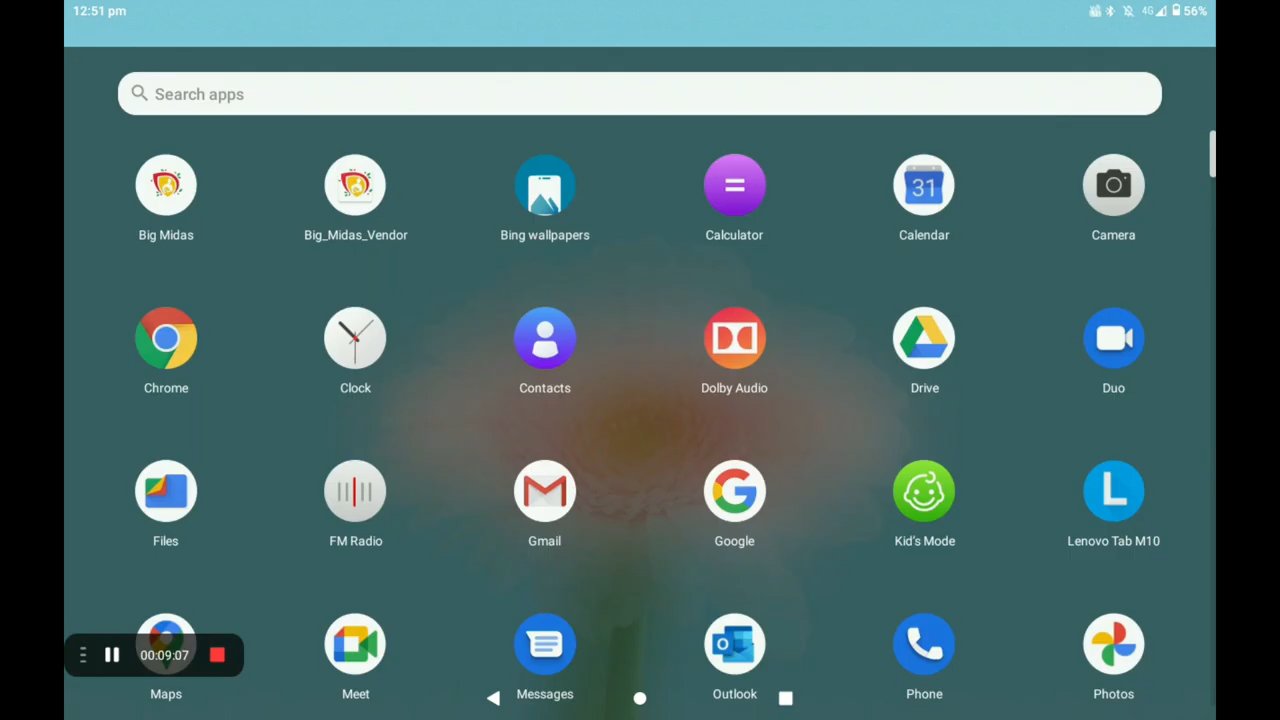 12:51 pm
4G 56%
Search apps
Big Midas
Big_Midas_Vendor
Bing wallpapers
Calculator
31
Calendar
Camera
Chrome
Clock
Contacts
Dolby Audio
Drive
Duo
Files
FM Radio
Gmail
Google
Kid's Mode
L
Lenovo Tab M10
00:09:07
Maps
Meet
Messages
Outlook
Phone
Photos